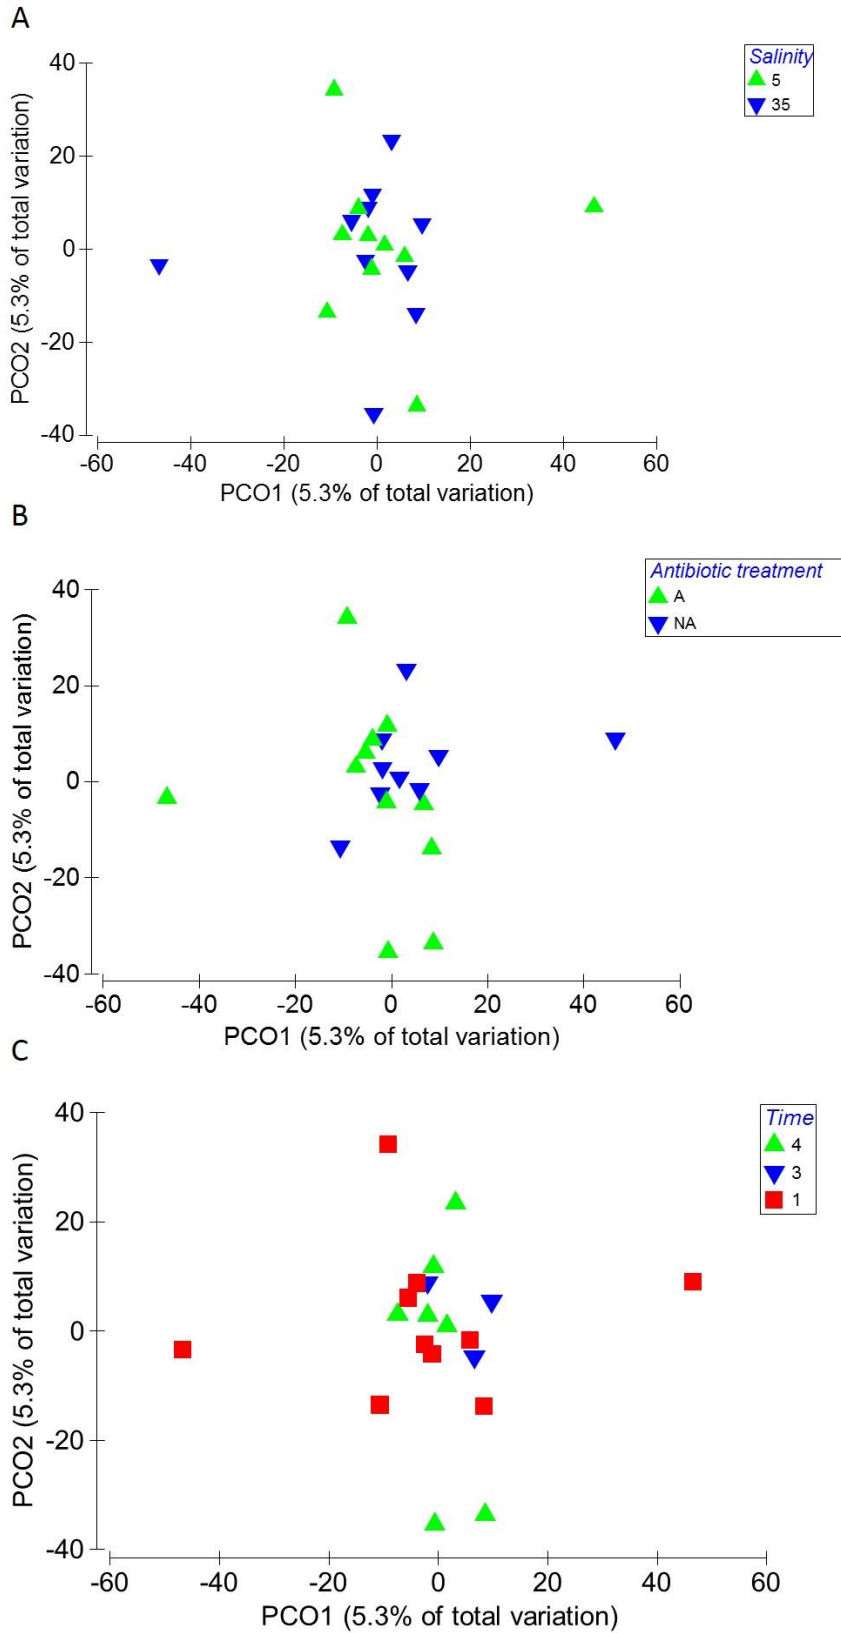 A
Salinity
5
35
40
20
0
-20
-40
PCO2 (5.3% of total variation)
-60 -40 -20 0 20 40 60
PCO1 (5.3% of total variation)
B
Antibiotic treatment
A
NA
40
20
0
-20
-40
PCO2 (5.3% of total variation)
-60 -40 -20 0 20 40 60
PCO1 (5.3% of total variation)
C
Time
4
3
1
40
20
0
-20
-40
PCO2 (5.3% of total variation)
-60 -40 -20 0 20 40 60
PCO1 (5.3% of total variation)